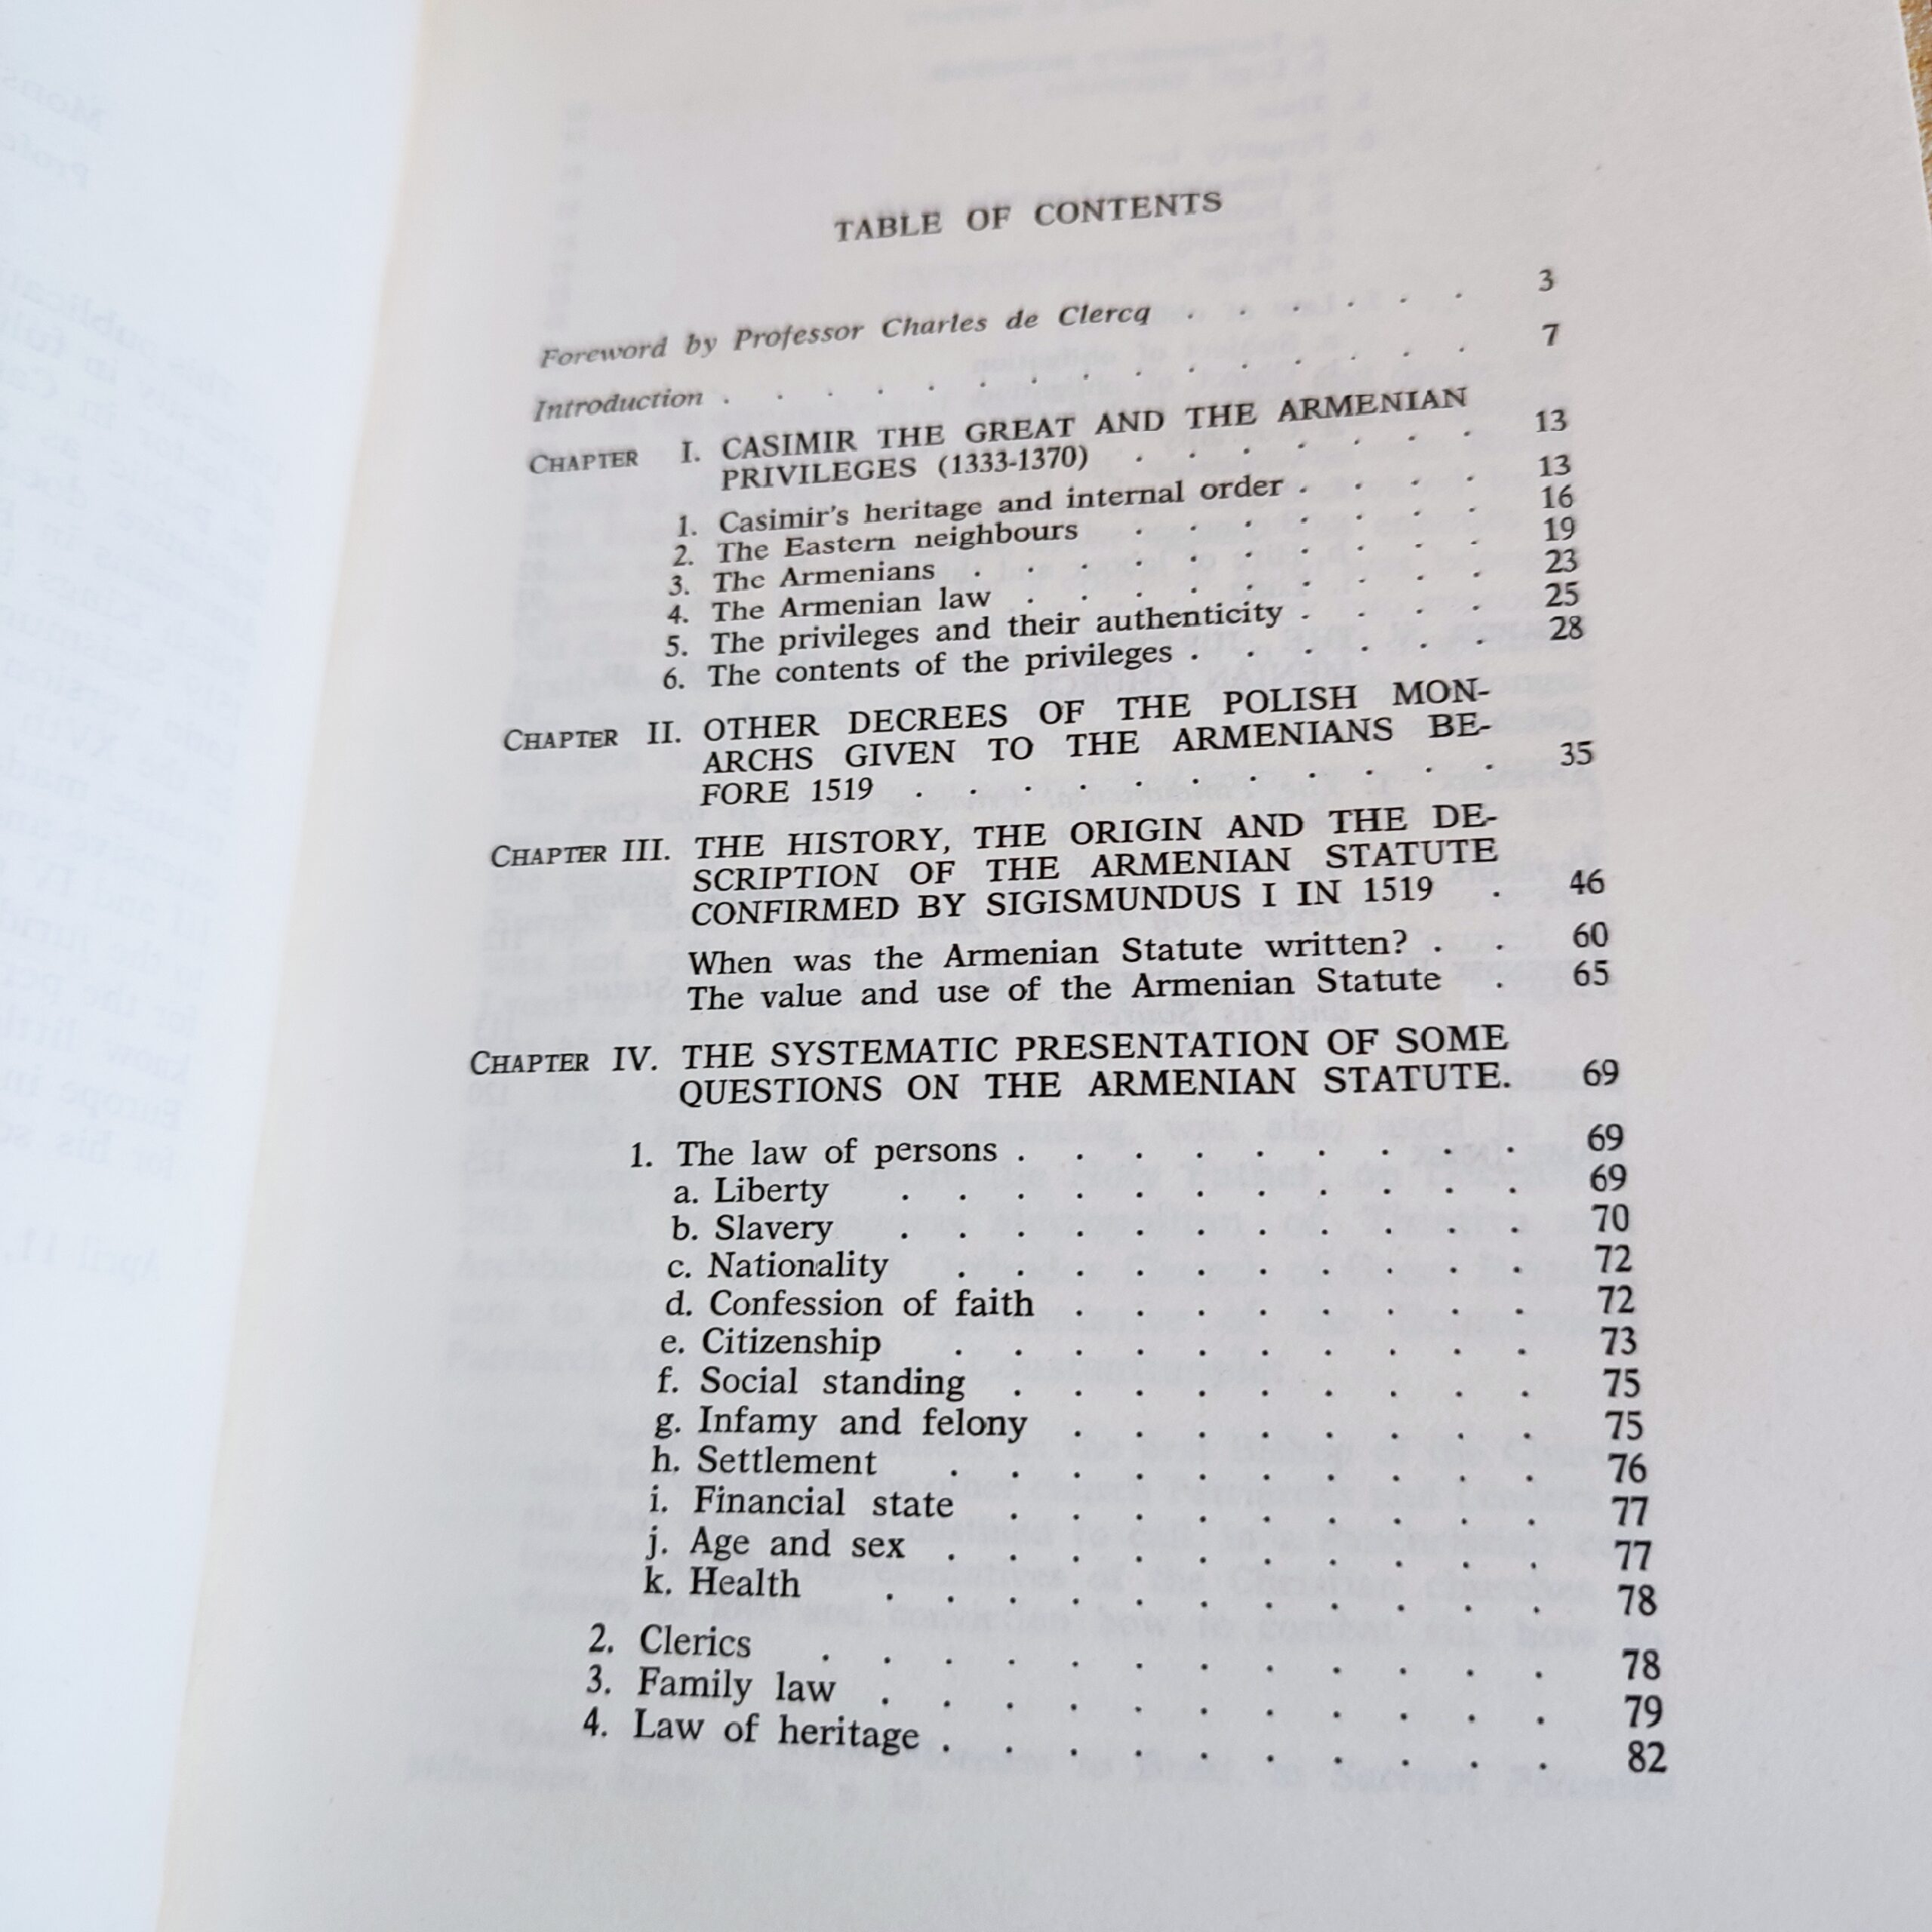 TABLE OF CONTENTS
Foreword by Professor Charles de Clercq . . . . . . 3
Introduction . . . . . . . . . . . . . . . 7
CHAPTER I. CASIMIR THE GREAT AND THE ARMENIAN
PRIVILEGES (1333-1370) . . . . . . . 13
1. Casimir's heritage and internal order . . . . 13
2. The Eastern neighbours . . . . . . . 16
3. The Armenians . . . . . . . . . . 19
4. The Armenian law . . . . . . . . . 23
5. The privileges and their authenticity . . . . 25
6. The contents of the privileges . . . . . . 28
CHAPTER II. OTHER DECREES OF THE POLISH MON-
ARCHS GIVEN TO THE ARMENIANS BE-
FORE 1519 . . . . . . . . . . . 35
CHAPTER III. THE HISTORY, THE ORIGIN AND THE DE-
SCRIPTION OF THE ARMENIAN STATUTE
CONFIRMED BY SIGISMUNDUS I IN 1519 . 46
When was the Armenian Statute written? . . 60
The value and use of the Armenian Statute . 65
CHAPTER IV. THE SYSTEMATIC PRESENTATION OF SOME
QUESTIONS ON THE ARMENIAN STATUTE. 69
1. The law of persons . . . . . . . . . 69
a. Liberty . . . . . . . . . . . 69
b. Slavery . . . . . . . . . . . 70
c. Nationality . . . . . . . . . . 72
d. Confession of faith . . . . . . . . 72
e. Citizenship . . . . . . . . . . 73
f. Social standing . . . . . . . . . 75
g. Infamy and felony . . . . . . . . 75
h. Settlement . . . . . . . . . . 76
i. Financial state . . . . . . . . . 77
j. Age and sex . . . . . . . . . . 77
k. Health . . . . . . . . . . . 78
2. Clerics . . . . . . . . . . . . 78
3. Family law . . . . . . . . . . . 79
4. Law of heritage . . . . . . . . . . 82